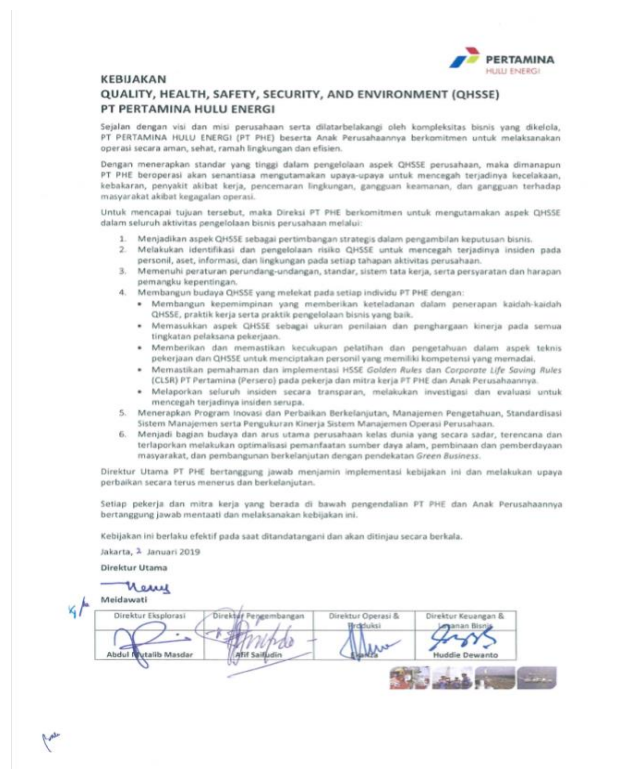 PERTAMINA
HULU ENERGI
KEBIJAKAN
QUALITY, HEALTH, SAFETY, SECURITY, AND ENVIRONMENT (QHSSE)
PT PERTAMINA HULU ENERGI
Sejalan dengan visi dan misi perusahaan serta dilatarbelakangi oleh kompleksitas bisnis yang dikelola,
PT PERTAMINA HULU ENERGI (PT PHE) beserta Anak Perusahaannya berkomitmen untuk melaksanakan
operasi secara aman, sehat, ramah lingkungan dan efisien.
Dengan menerapkan standar yang tinggi dalam pengelolaan aspek QHSSE perusahaan, maka dimanapun
PT PHE beroperasi akan senantiasa mengutamakan upaya-upaya untuk mencegah terjadinya kecelakaan,
kebakaran, penyakit akibat kerja, pencemaran lingkungan, gangguan keamanan, dan gangguan terhadap
masyarakat akibat kegagalan operasi.
Untuk mencapai tujuan tersebut, maka Direksi PT PHE berkomitmen untuk mengutamakan aspek QHSSE
dalam seluruh aktivitas pengelolaan bisnis perusahaan melalui:
1. Menjadikan aspek QHSSE sebagai pertimbangan strategis dalam pengambilan keputusan bisnis.
2. Melakukan identifikasi dan pengelolaan risiko QHSSE untuk mencegah terjadinya insiden pada
personil, aset, informasi, dan lingkungan pada setiap tahapan aktivitas perusahaan.
3. Memenuhi peraturan perundang-undangan, standar, sistem tata kerja, serta persyaratan dan harapan
pemangku kepentingan.
4. Membangun budaya QHSSE yang melekat pada setiap individu PT PHE dengan:
• Membangun kepemimpinan yang memberikan keteladanan dalam penerapan kaidah-kaidah
QHSSE, praktik kerja serta praktik pengelolaan bisnis yang baik.
• Memasukkan aspek QHSSE sebagai ukuran penilaian dan penghargaan kinerja pada semua
tingkatan pelaksana pekerjaan.
• Memberikan dan memastikan kecukupan pelatihan dan pengetahuan dalam aspek teknis
pekerjaan dan QHSSE untuk menciptakan personil yang memiliki kompetensi yang memadai.
• Memastikan pemahaman dan implementasi HSSE Golden Rules dan Corporate Life Saving Rules
(CLSR) PT Pertamina (Persero) pada pekerja dan mitra kerja PT PHE dan Anak Perusahaannya.
• Melaporkan seluruh insiden secara transparan, melakukan investigasi dan evaluasi untuk
mencegah terjadinya insiden serupa.
5. Menerapkan Program Inovasi dan Perbaikan Berkelanjutan, Manajemen Pengetahuan, Standardisasi
Sistem Manajemen serta Pengukuran Kinerja Sistem Manajemen Operasi Perusahaan.
6. Menjadi bagian budaya dan arus utama perusahaan kelas dunia yang secara sadar, terencana dan
terlaporkan melakukan optimalisasi pemanfaatan sumber daya alam, pembinaan dan pemberdayaan
masyarakat, dan pembangunan berkelanjutan dengan pendekatan Green Business.
Direktur Utama PT PHE bertanggung jawab menjamin implementasi kebijakan ini dan melakukan upaya
perbaikan secara terus menerus dan berkelanjutan.
Setiap pekerja dan mitra kerja yang berada di bawah pengendalian PT PHE dan Anak Perusahaannya
bertanggung jawab mentaati dan melaksanakan kebijakan ini.
Kebijakan ini berlaku efektif pada saat ditandatangani dan akan ditinjau secara berkala.
Jakarta, 2 Januari 2019
Direktur Utama
Meidawati
Direktur Eksplorasi
Direktur Pengembangan
Direktur Operasi &
Produksi
Direktur Keuangan &
Layanan Bisnis
Abdul Mutalib Masdar
Afif Saifudin
Huddie Dewanto